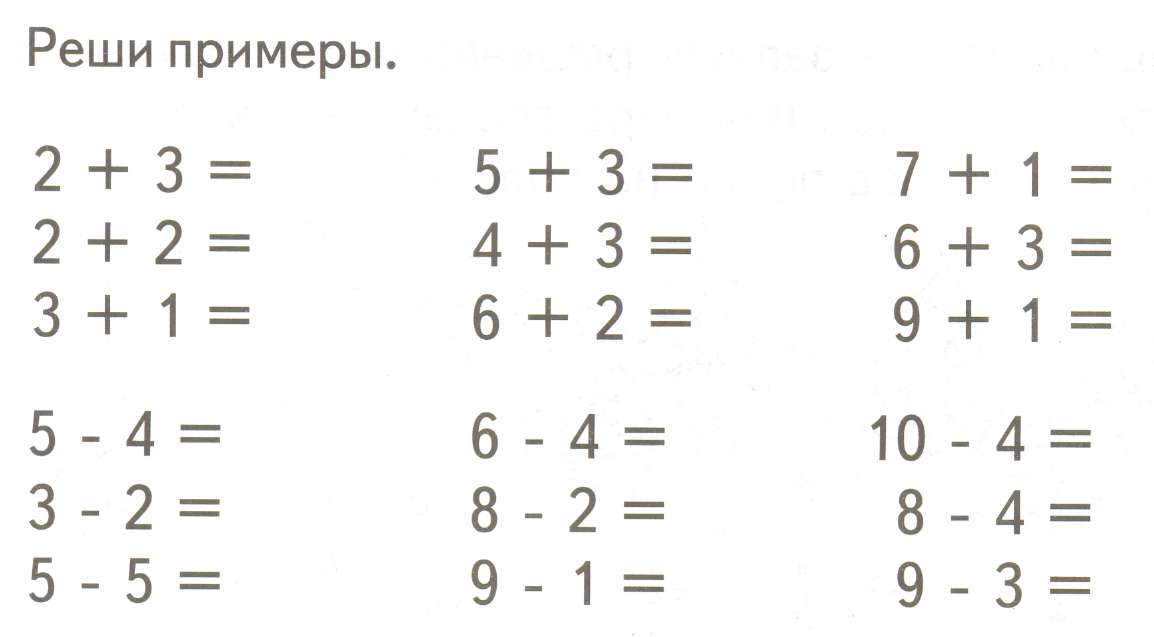 Реши примеры.
2 + 3 = 5 + 3 = 7 + 1 =
2 + 2 = 4 + 3 = 6 + 3 =
3 + 1 = 6 + 2 = 9 + 1 =
5 - 4 = 6 - 4 = 10 - 4 =
3 - 2 = 8 - 2 = 8 - 4 =
5 - 5 = 9 - 1 = 9 - 3 =